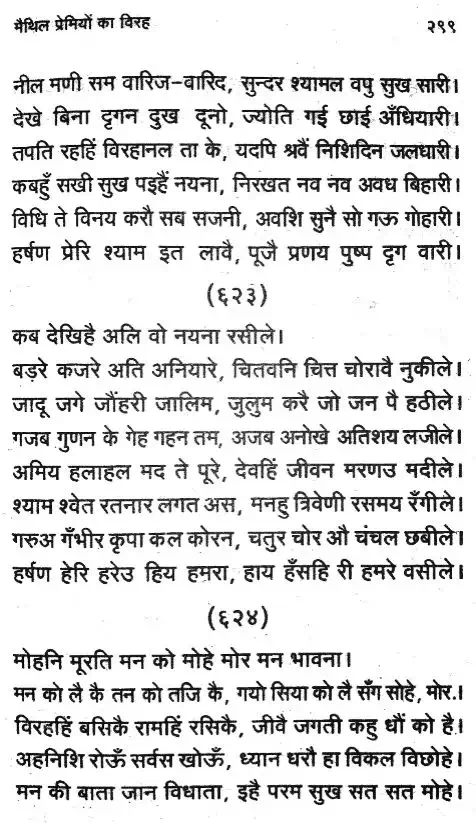 मैथिल प्रेमियों का विरह
२९९
नील मणी सम वारिज-वारिद, सुन्दर श्यामल वपु सुख सारी।
देखे बिना दृगन दुख दूनो, ज्योति गई छाई अँधियारी।
तपति रहहिं विरहानल ता के, यदपि श्रवैं निशिदिन जलधारी।
कबहुँ सखी सुख पइहैं नयना, निरखत नव नव अवध बिहारी।
विधि ते विनय करौ सब सजनी, अवशि सुनै सो गऊ गोहारी।
हर्षण प्रेरि श्याम इत लावै, पूजै प्रणय पुष्प दृग वारी।
(६२३)
कब देखिहै अलि वो नयना रसीले।
बड़रे कजरे अति अनियारे, चितवनि चित्त चोरावै नुकीले।
जादू जगे जौंहरी जालिम, जुलुम करै जो जन पै हठीले।
गजब गुणन के गेह गहन तम, अजब अनोखे अतिशय लजीले।
अमिय हलाहल मद ते पूरे, देवहिं जीवन मरणउ मदीले।
श्याम श्वेत रतनार लगत अस, मनहु त्रिवेणी रसमय रँगीले।
गरुअ गँभीर कृपा कल कोरन, चतुर चोर औ चंचल छबीले।
हर्षण हेरि हरेउ हिय हमरा, हाय हँसहि री हमरे वसीले।
(६२४)
मोहनि मूरति मन को मोहे मोर मन भावना।
मन को लै कै तन को तजि कै, गयो सिया को लै सँग सोहे, मोर.।
विरहहिं बसिकै रामहिं रसिकै, जीवै जगती कहु धौं को है।
अहनिशि रोऊँ सर्वस खोऊँ, ध्यान धरौ हा विकल विछोहे।
मन की बाता जान विधाता, इहै परम सुख सत सत मोहे।